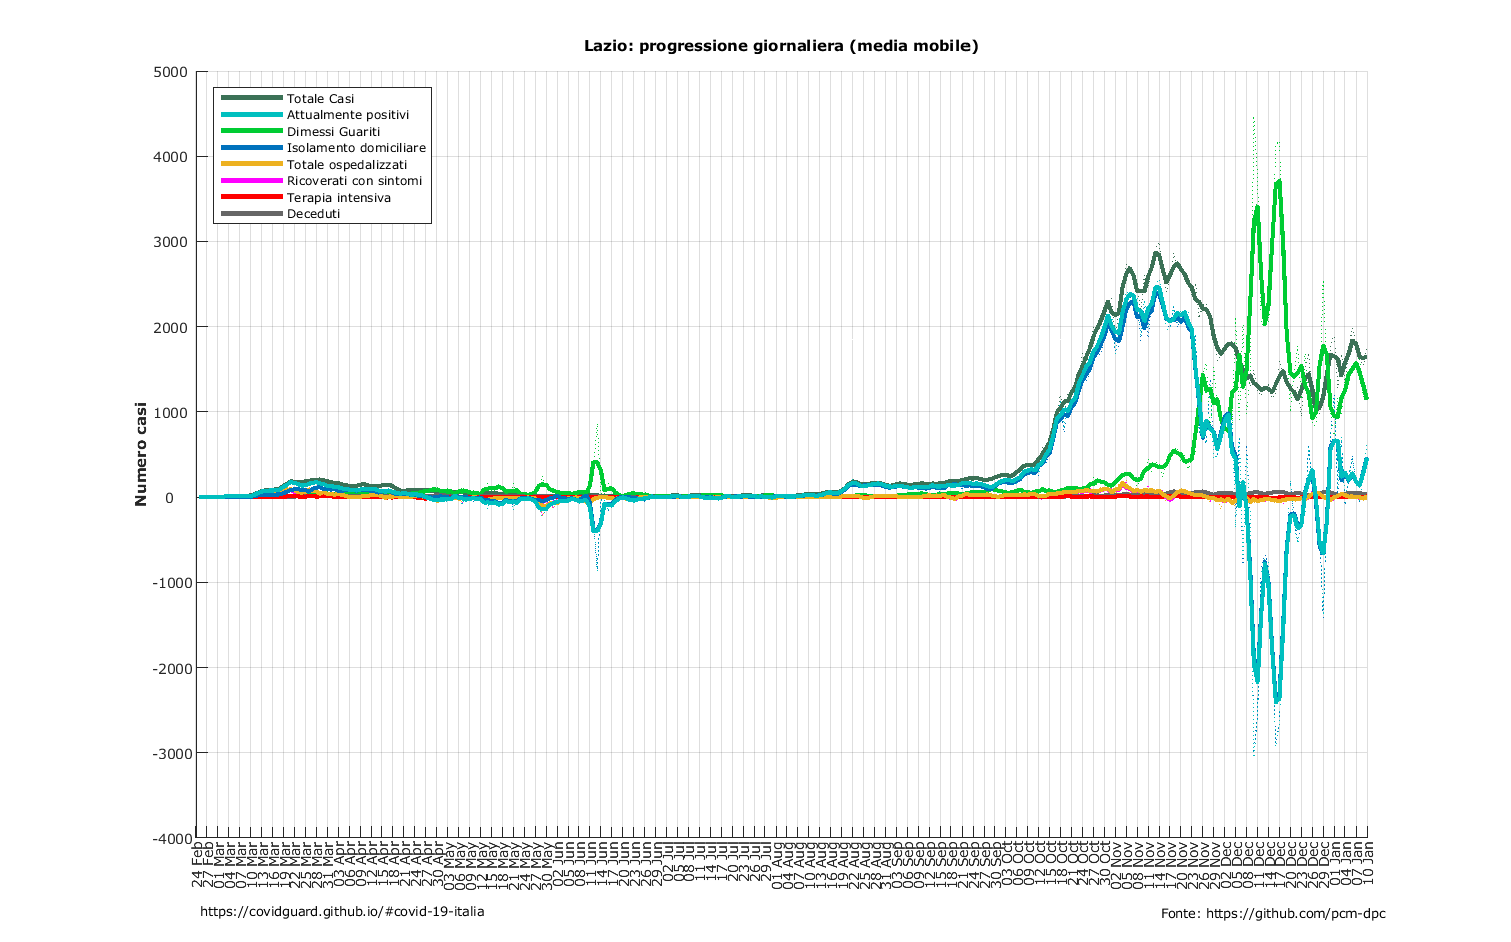 Lazio: progressione giornaliera (media mobile)
5000
4000
3000
2000
1000
0
-1000
-2000
-3000
-4000
Numero casi
Totale Casi
Attualmente positivi
Dimessi Guariti
Isolamento domiciliare
Totale ospedalizzati
Ricoverati con sintomi
Terapia intensiva
Deceduti
24 Feb
27 Feb
01 Mar
04 Mar
07 Mar
10 Mar
13 Mar
16 Mar
19 Mar
22 Mar
25 Mar
28 Mar
31 Mar
03 Apr
06 Apr
09 Apr
12 Apr
15 Apr
18 Apr
21 Apr
24 Apr
27 Apr
30 Apr
03 May
06 May
09 May
12 May
15 May
18 May
21 May
24 May
27 May
30 May
02 Jun
05 Jun
08 Jun
11 Jun
14 Jun
17 Jun
20 Jun
23 Jun
26 Jun
29 Jun
02 Jul
05 Jul
08 Jul
11 Jul
14 Jul
17 Jul
20 Jul
23 Jul
26 Jul
29 Jul
01 Aug
04 Aug
07 Aug
10 Aug
13 Aug
16 Aug
19 Aug
22 Aug
25 Aug
28 Aug
31 Aug
03 Sep
06 Sep
09 Sep
12 Sep
15 Sep
18 Sep
21 Sep
24 Sep
27 Sep
30 Sep
03 Oct
06 Oct
09 Oct
12 Oct
15 Oct
18 Oct
21 Oct
24 Oct
27 Oct
30 Oct
02 Nov
05 Nov
08 Nov
11 Nov
14 Nov
17 Nov
20 Nov
23 Nov
26 Nov
29 Nov
02 Dec
05 Dec
08 Dec
11 Dec
14 Dec
17 Dec
20 Dec
23 Dec
26 Dec
29 Dec
01 Jan
04 Jan
07 Jan
10 Jan
https://covidguard.github.io/#covid-19-italia
Fonte: https://github.com/pcm-dpc